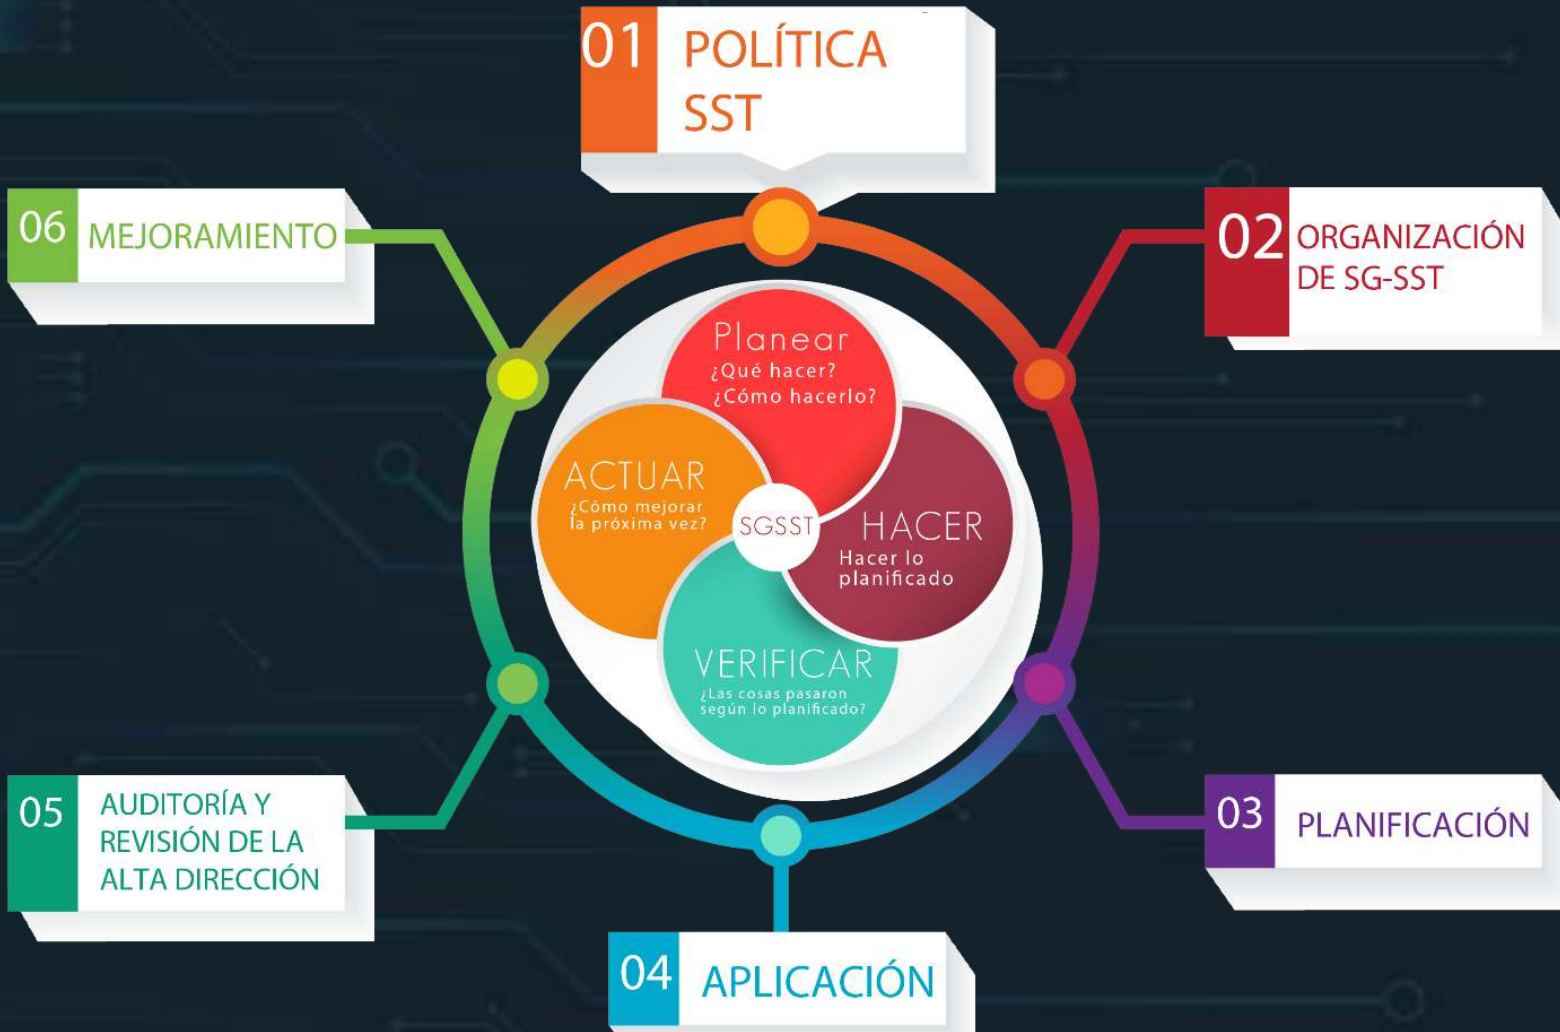 01
POLÍTICA
SST
06
MEJORAMIENTO
02
ORGANIZACIÓN
DE SG-SST
Planear
¿Qué hacer?
¿Cómo hacerlo?
ACTUAR
¿Cómo mejorar
la próxima vez?
SGSST
HACER
Hacer lo
planificado
VERIFICAR
¿Las cosas pasaron
según lo planificado?
05
AUDITORÍA Y
REVISIÓN DE LA
ALTA DIRECCIÓN
03
PLANIFICACIÓN
04
APLICACIÓN